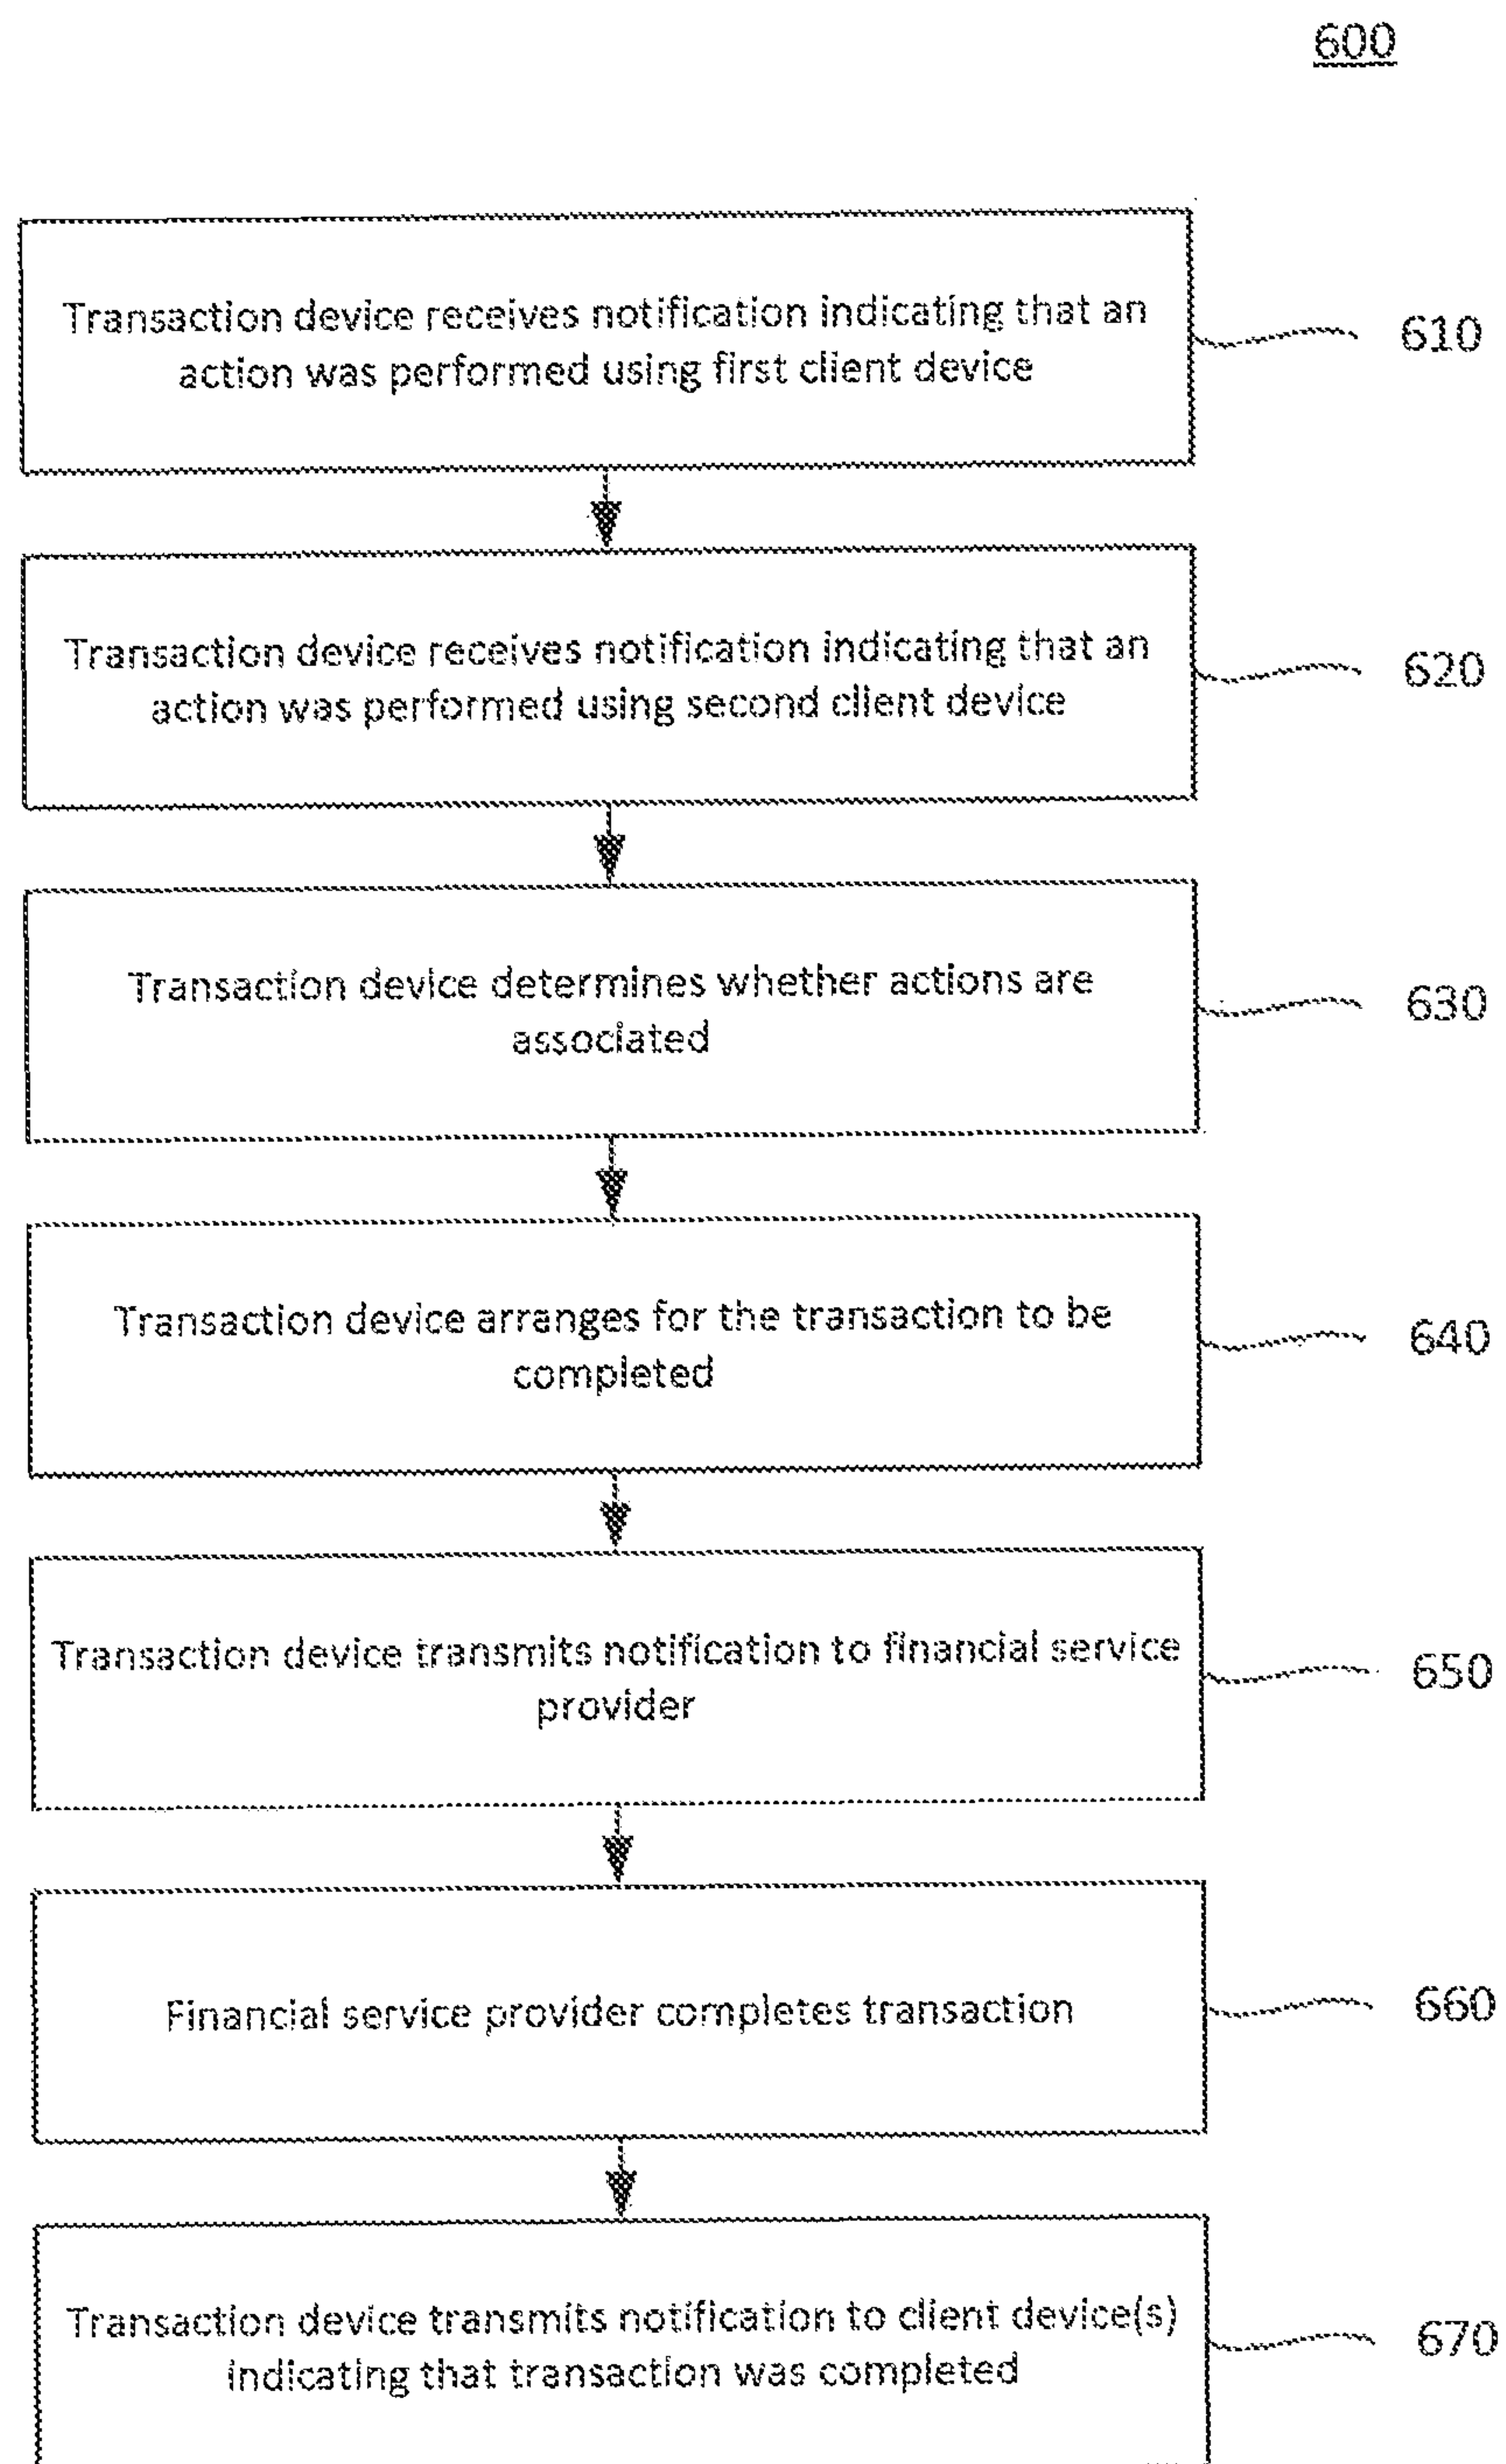 600
Transaction device receives notification indicating that an
action was performed using first client device
610
Transaction device receives notification indicating that an
action was performed using second client device
620
Transaction device determines whether actions are
associated
630
Transaction device arranges for the transaction to be
completed
640
Transaction device transmits notification to financial service
provider
650
Financial service provider completes transaction
660
Transaction device transmits notification to client device(s)
indicating that transaction was completed
670